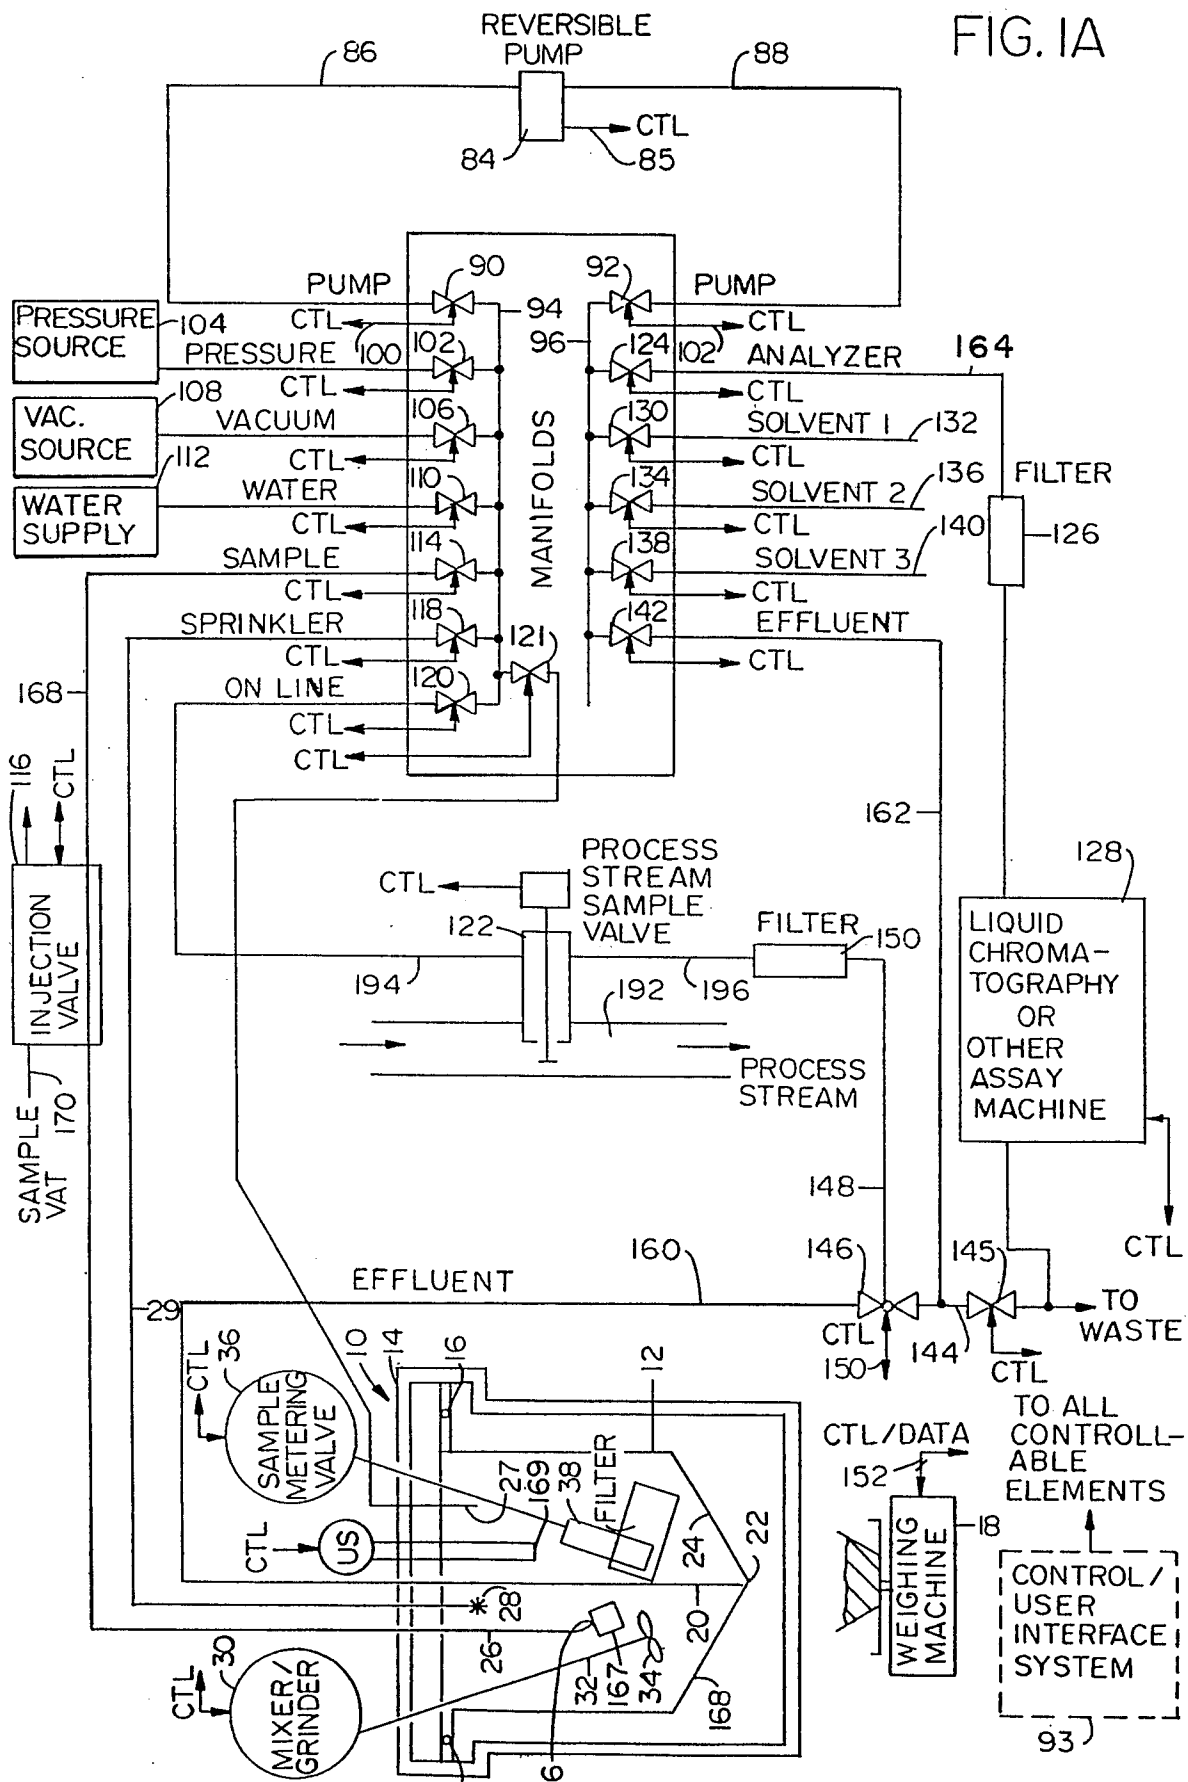 FIG. 1A
REVERSIBLE
PUMP
86
88
84
CTL
85
PUMP
90
92
PUMP
PRESSURE
SOURCE
104
CTL
100
94
CTL
102
PRESSURE
102
96
124
ANALYZER
164
CTL
CTL
VAC.
SOURCE
108
VACUUM
106
130
SOLVENT 1
132
CTL
CTL
WATER
SUPPLY
112
WATER
110
134
SOLVENT 2
136
CTL
CTL
MANIFOLDS
FILTER
126
SAMPLE
114
138
SOLVENT 3
140
CTL
CTL
SPRINKLER
118
142
EFFLUENT
CTL
121
CTL
168
ON LINE
120
CTL
CTL
116
CTL
INJECTION
VALVE
SAMPLE
VAT
170
162
PROCESS
STREAM
SAMPLE
VALVE
CTL
122
FILTER
150
194
196
192
PROCESS
STREAM
128
LIQUID
CHROMA-
TOGRAPHY
OR
OTHER
ASSAY
MACHINE
CTL
148
146
145
160
EFFLUENT
29
CTL
150
144
CTL
TO
WASTE
36
CTL
SAMPLE
METERING
VALVE
10
14
16
12
CTL
US
27
169
38
FILTER
24
22
28
20
26
30
CTL
MIXER/
GRINDER
6
32
167
34
168
CTL/DATA
152
WEIGHING
MACHINE
18
TO ALL
CONTROLL-
ABLE
ELEMENTS
CONTROL/
USER
INTERFACE
SYSTEM
93